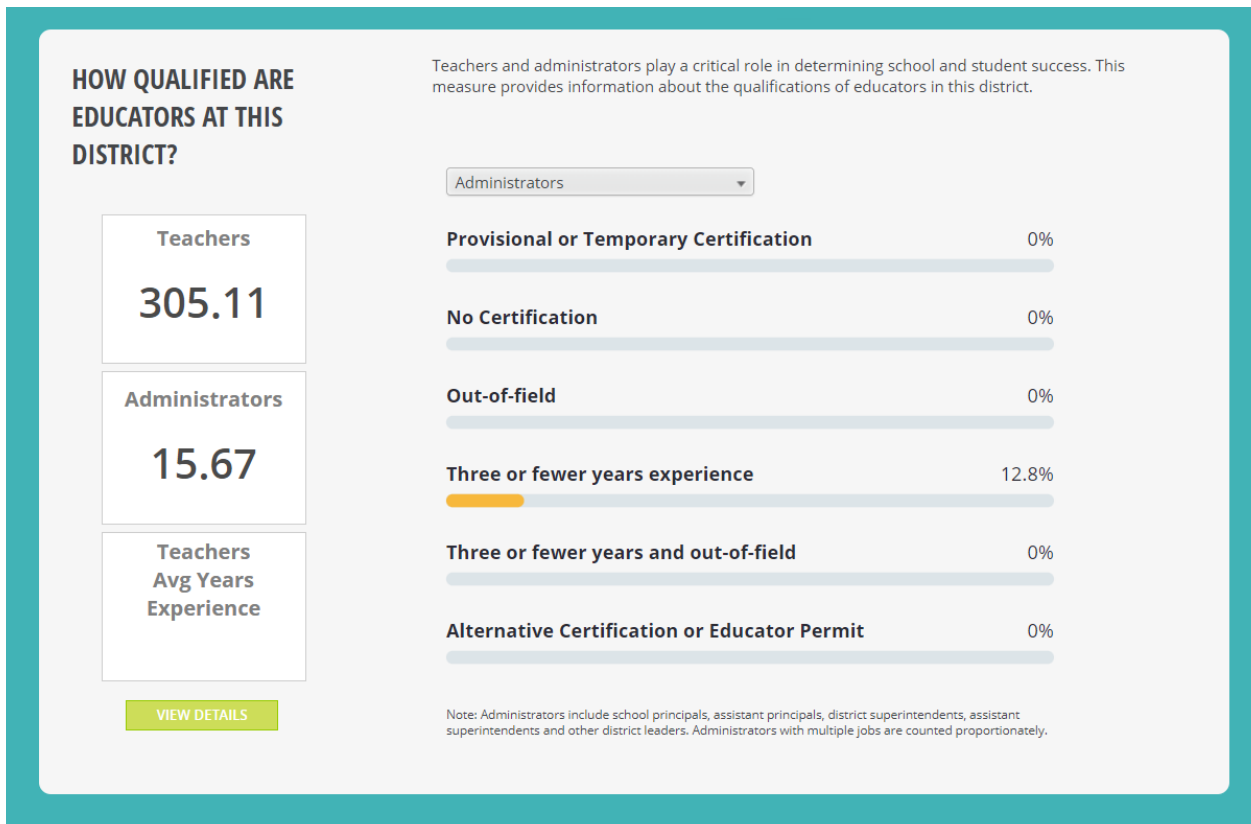 HOW QUALIFIED ARE
EDUCATORS AT THIS
DISTRICT?
Teachers and administrators play a critical role in determining school and student success. This
measure provides information about the qualifications of educators in this district.
Teachers
305.11
Administrators
15.67
Teachers
Avg Years
Experience
VIEW DETAILS
Administrators
Provisional or Temporary Certification 0%
No Certification 0%
Out-of-field 0%
Three or fewer years experience 12.8%
Three or fewer years and out-of-field 0%
Alternative Certification or Educator Permit 0%
Note: Administrators include school principals, assistant principals, district superintendents, assistant
superintendents and other district leaders. Administrators with multiple jobs are counted proportionately.